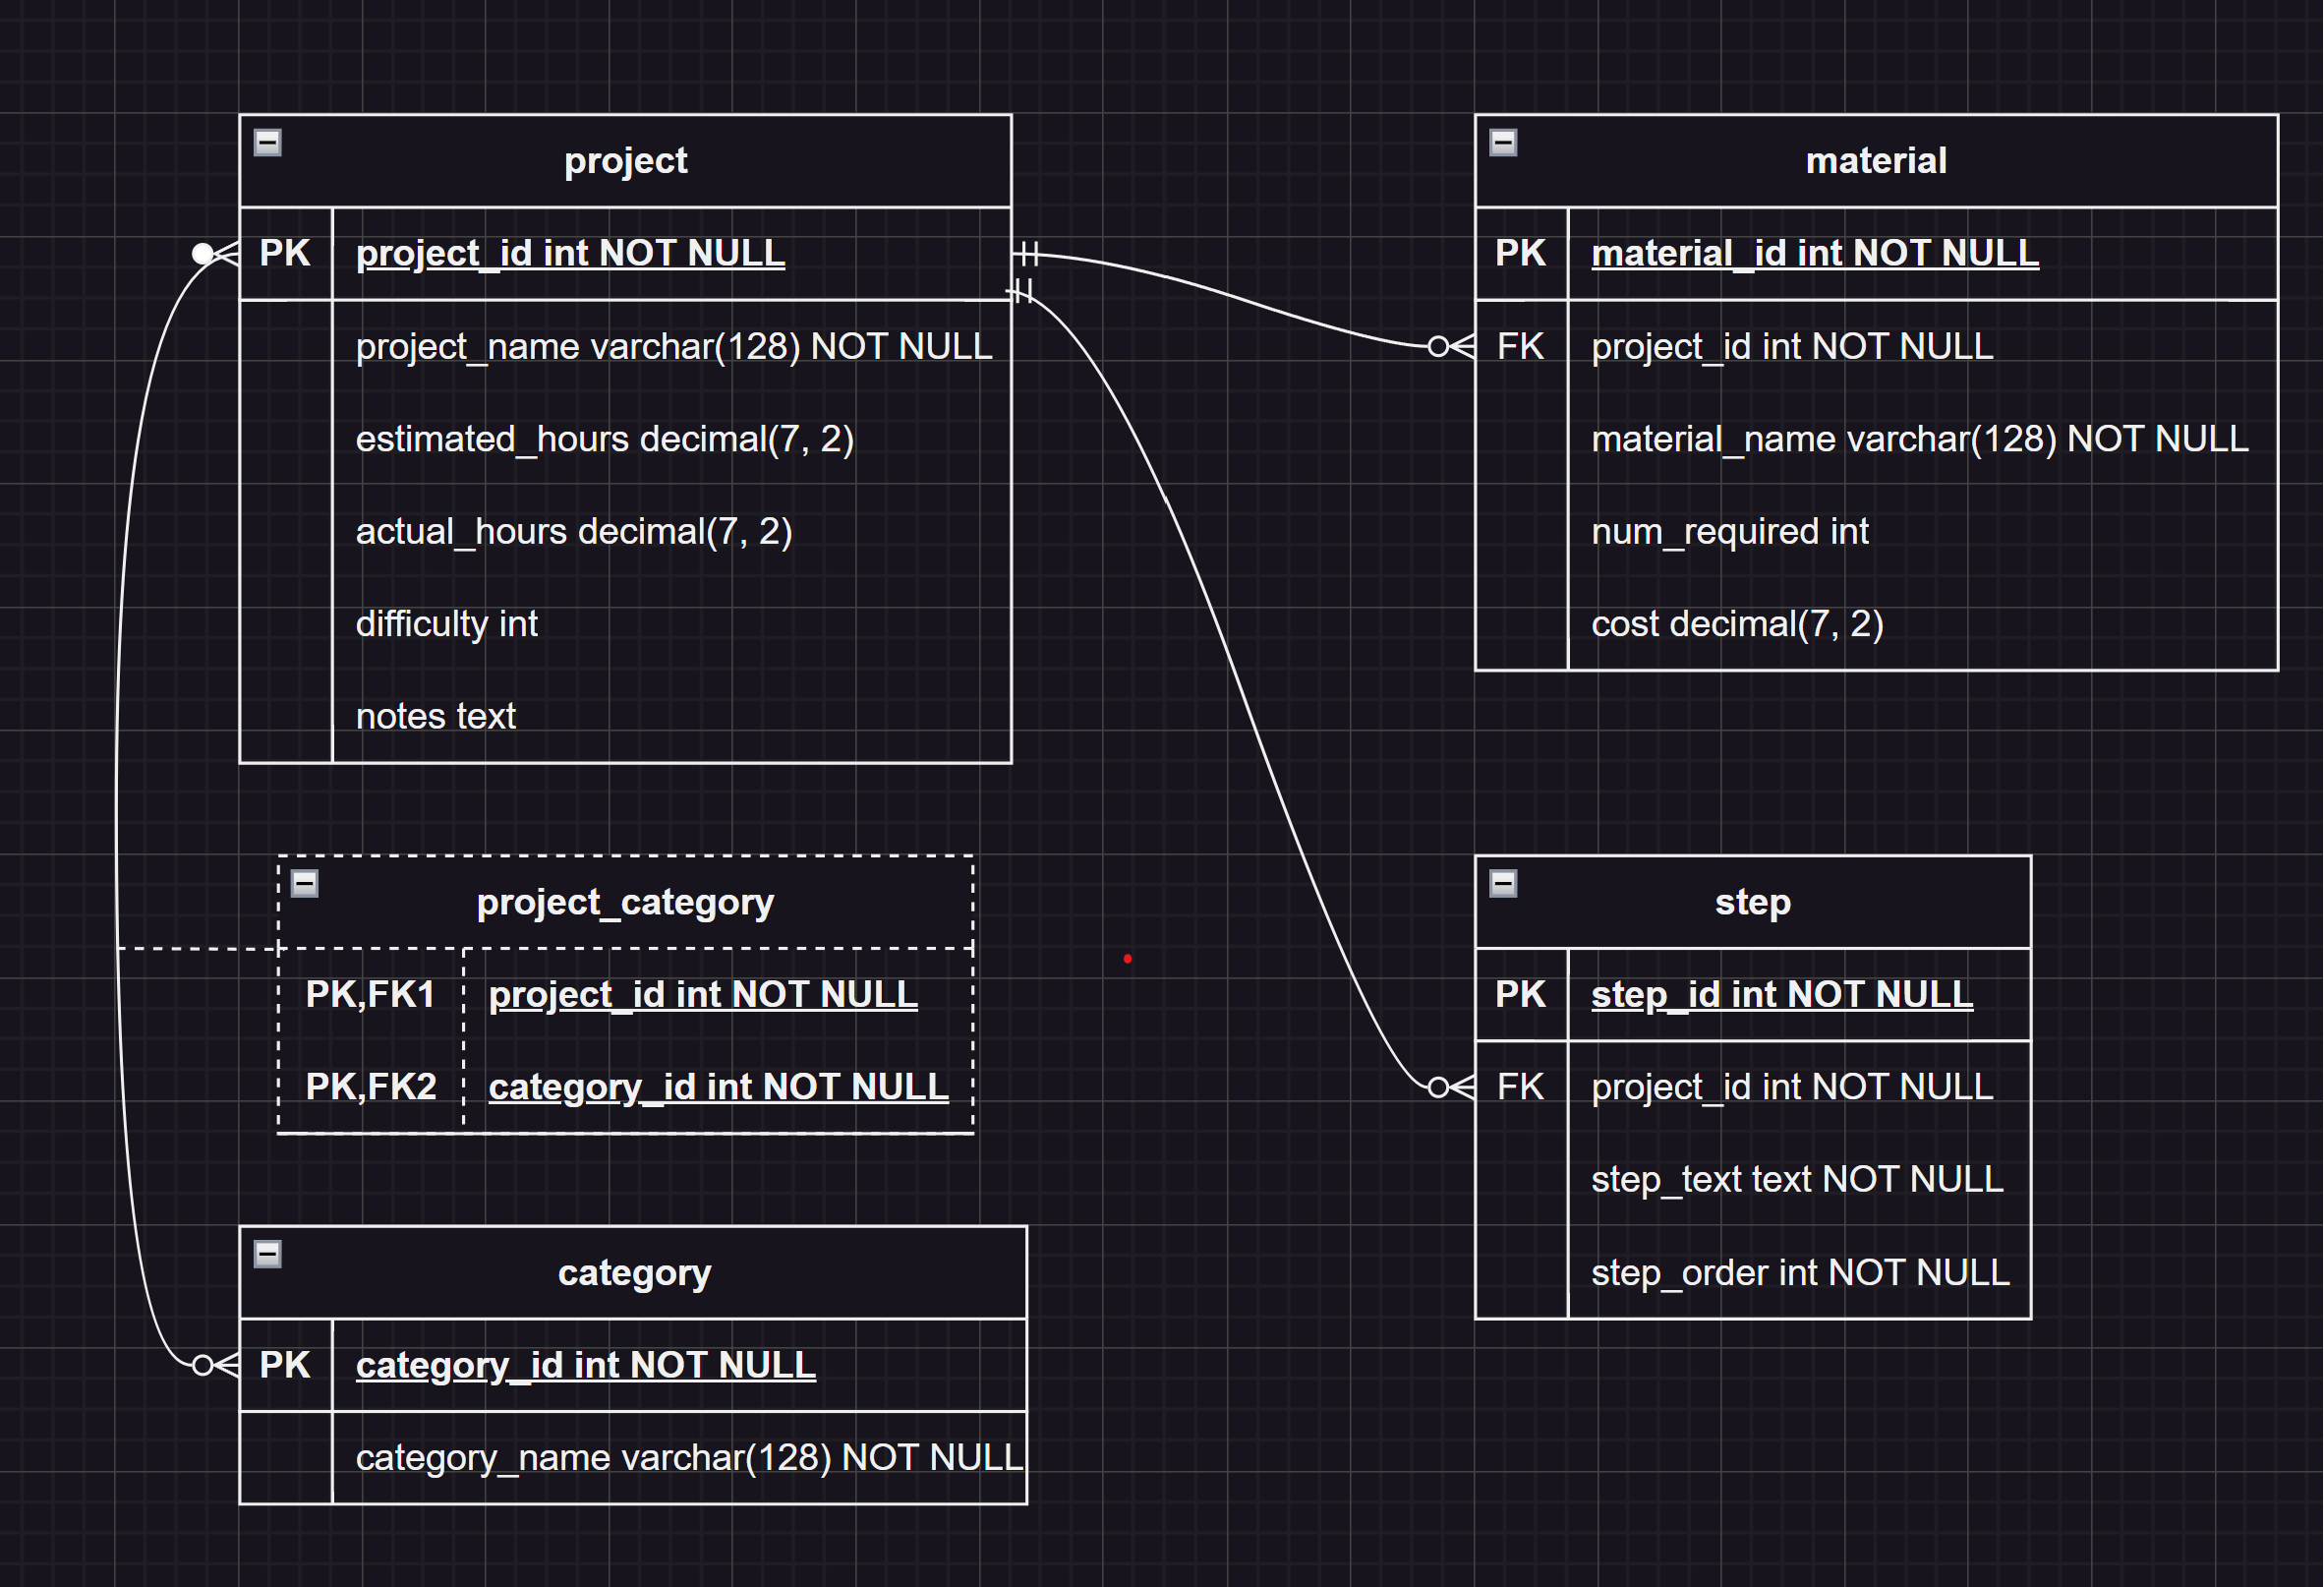 project
PK project_id int NOT NULL
project_name varchar(128) NOT NULL
estimated_hours decimal(7, 2)
actual_hours decimal(7, 2)
difficulty int
notes text
material
PK material_id int NOT NULL
FK project_id int NOT NULL
material_name varchar(128) NOT NULL
num_required int
cost decimal(7, 2)
project_category
PK,FK1 project_id int NOT NULL
PK,FK2 category_id int NOT NULL
step
PK step_id int NOT NULL
FK project_id int NOT NULL
step_text text NOT NULL
step_order int NOT NULL
category
PK category_id int NOT NULL
category_name varchar(128) NOT NULL